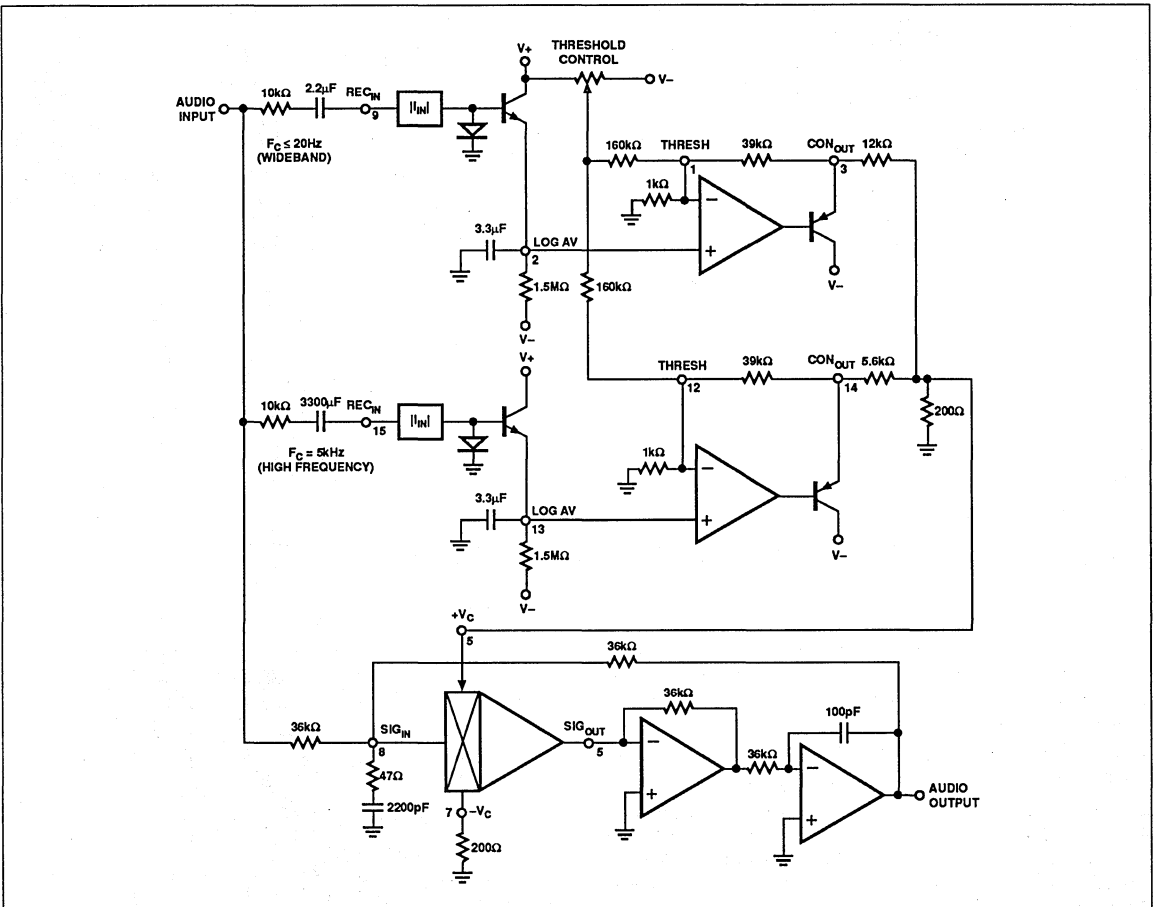 V+
THRESHOLD
CONTROL
V–
AUDIO
INPUT
10kΩ
2.2µF
REC_IN
9
|I_IN|
F_C ≤ 20Hz
(WIDEBAND)
160kΩ
THRESH
1
39HΩ
CON_OUT
3
12kΩ
1kΩ
–
+
V–
3.3µF
LOG AV
2
1.5MΩ
V–
160kΩ
V+
THRESH
12
39kΩ
CON_OUT
14
5.6kΩ
200Ω
10kΩ
3300µF
REC_IN
15
|I_IN|
F_C = 5kHz
(HIGH FREQUENCY)
1kΩ
–
+
V–
3.3µF
LOG AV
13
1.5MΩ
V–
+V_C
5
36kΩ
36kΩ
SIG_IN
8
47Ω
2200pF
7
–V_C
200Ω
SIG_OUT
5
36kΩ
–
+
36kΩ
100pF
–
+
AUDIO
OUTPUT